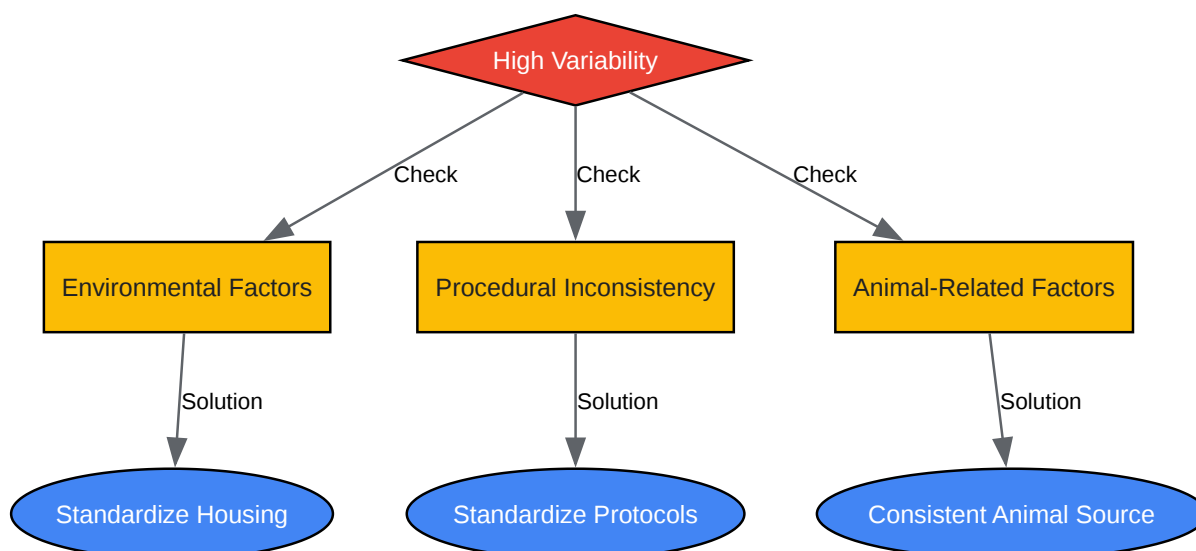 High Variability
Check
Check
Check
Environmental Factors
Procedural Inconsistency
Animal-Related Factors
Solution
Solution
Solution
Standardize Housing
Standardize Protocols
Consistent Animal Source